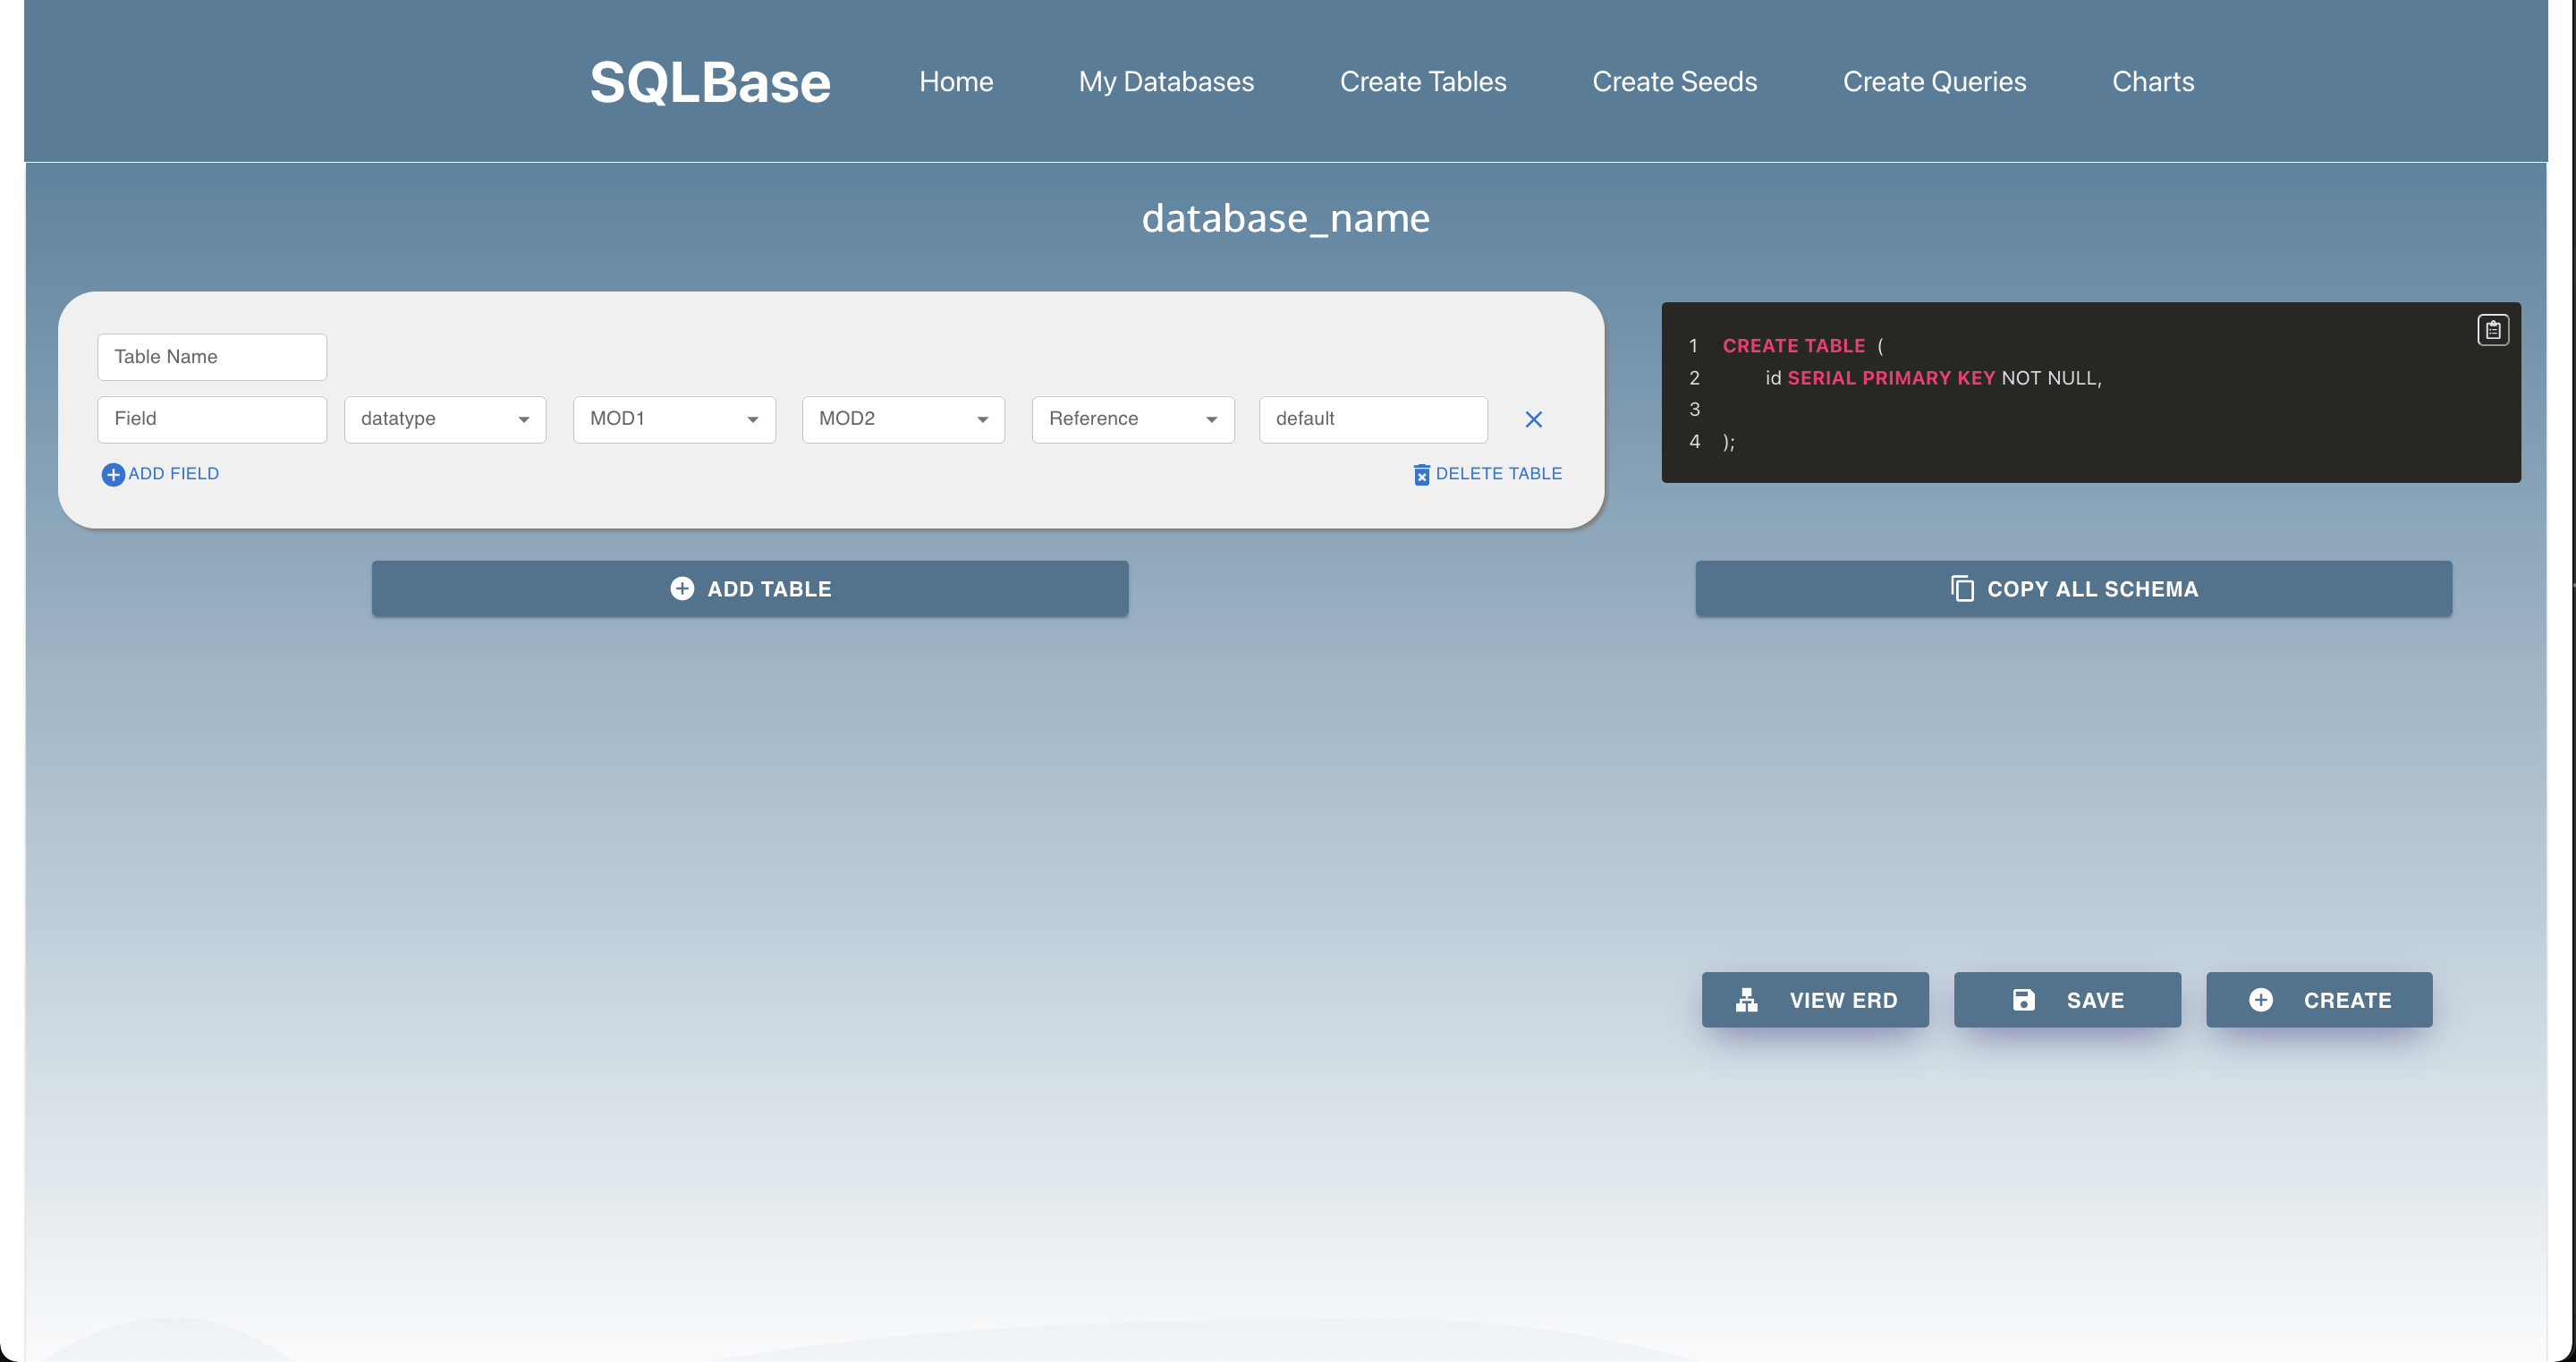 SQLBase Home My Databases Create Tables Create Seeds Create Queries Charts
database_name
Table Name
Field datatype MOD1 MOD2 Reference default
ADD FIELD DELETE TABLE
1 CREATE TABLE (
2 id SERIAL PRIMARY KEY NOT NULL,
3
4 );
ADD TABLE COPY ALL SCHEMA
VIEW ERD SAVE CREATE